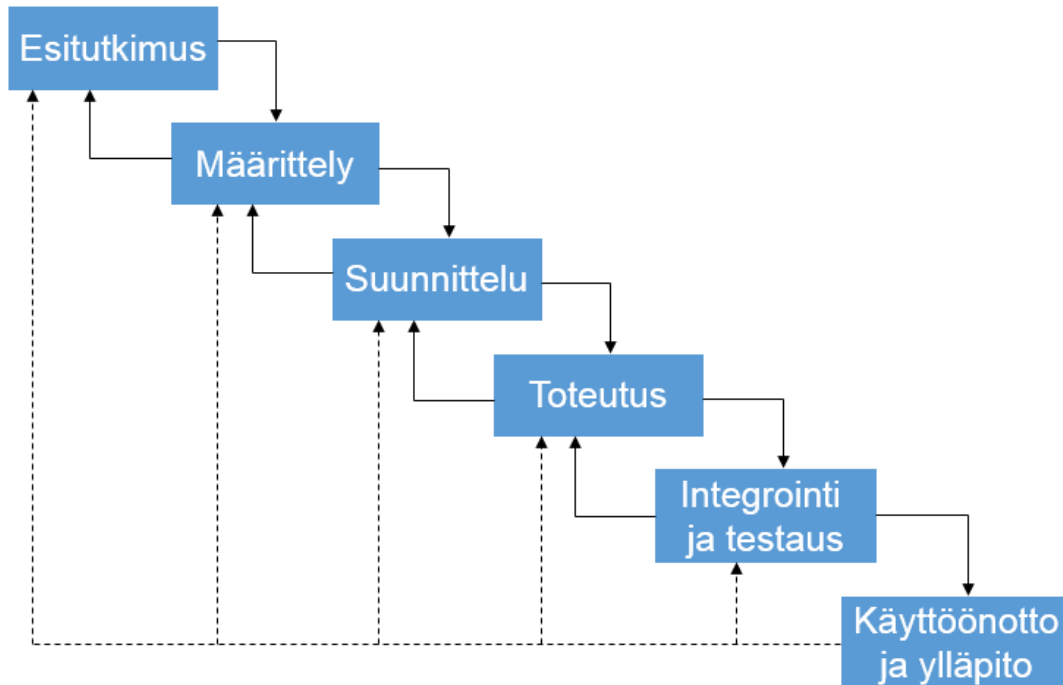 Esitutkimus
Määrittely
Suunnittelu
Toteutus
Integrointi
ja testaus
Käyttöönotto
ja ylläpito